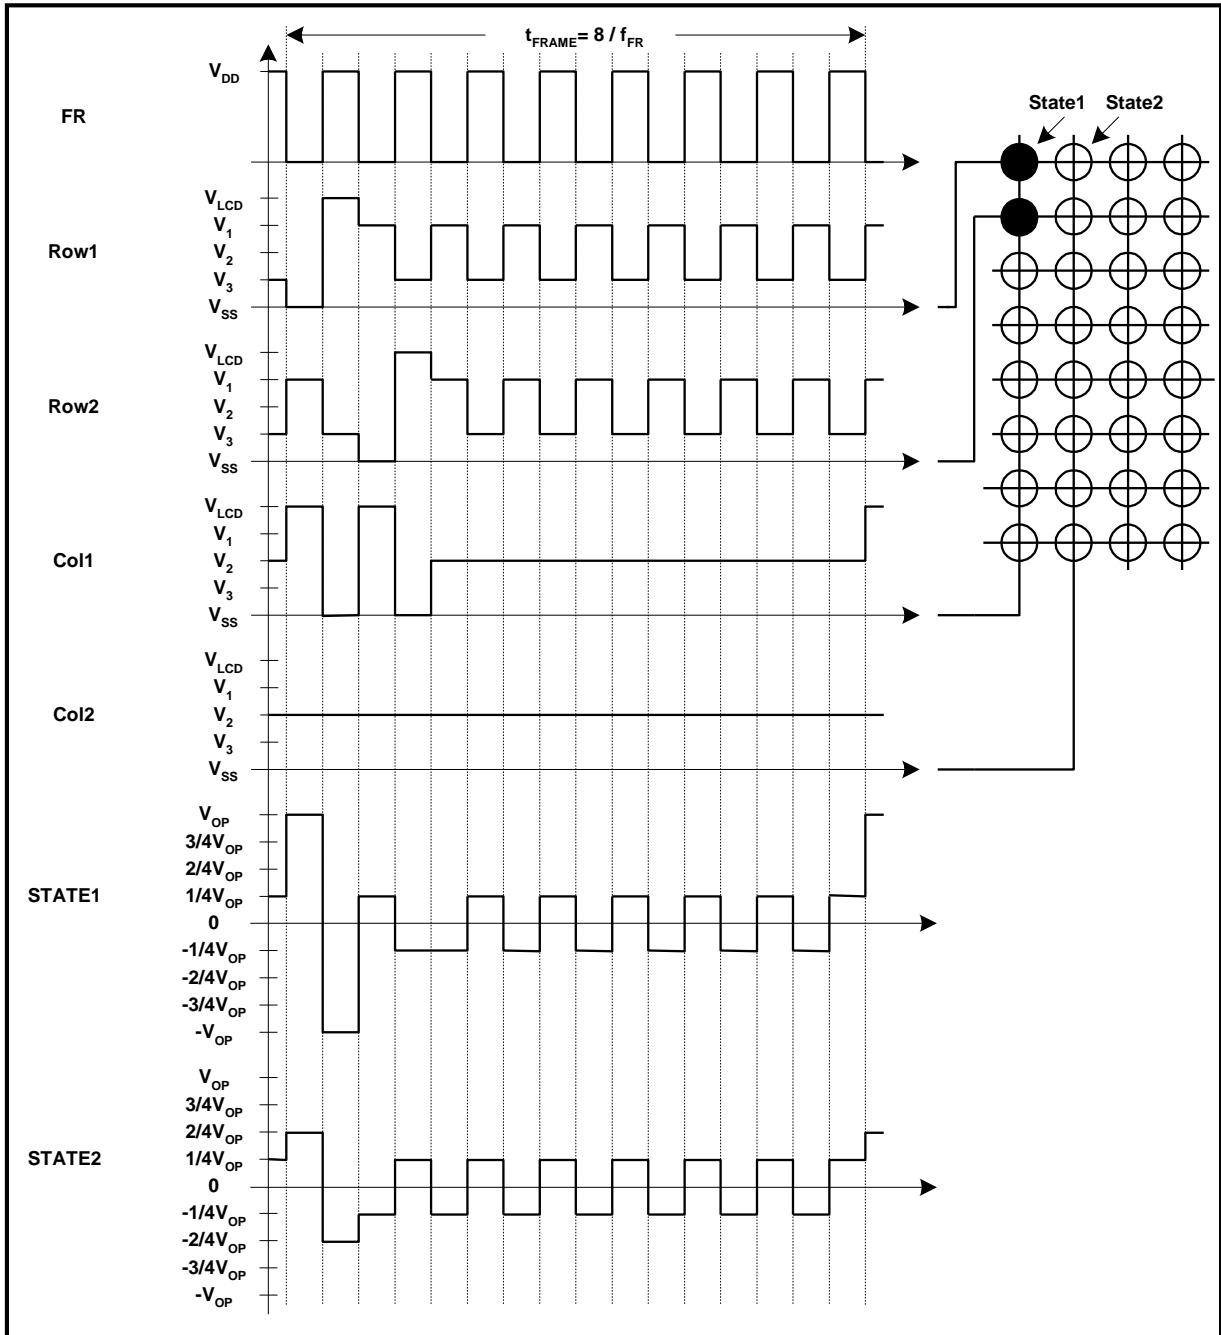 t_FRAME= 8 / f_FR
V_DD
FR
State1 State2
V_LCD
V_1
Row1
V_2
V_3
V_SS
V_LCD
V_1
Row2
V_2
V_3
V_SS
V_LCD
V_1
Col1
V_2
V_3
V_SS
V_LCD
V_1
Col2
V_2
V_3
V_SS
V_OP
3/4V_OP
2/4V_OP
STATE1
1/4V_OP
0
-1/4V_OP
-2/4V_OP
-3/4V_OP
-V_OP
V_OP
3/4V_OP
2/4V_OP
STATE2
1/4V_OP
0
-1/4V_OP
-2/4V_OP
-3/4V_OP
-V_OP